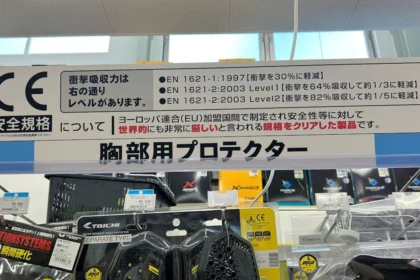 CE
衝撃吸収力は
右の通り
レベルがあります。
●EN 1621-1:1997【衝撃を30%に軽減】
●EN 1621-2:2003 Level1【衝撃を64%吸収して約1/3に軽減】
●EN 1621-2:2003 Level2【衝撃を82%吸収して約1/5に軽減】
安全規格 について
ヨーロッパ連合(EU)加盟国間で制定され安全性等に対して
世界的にも非常に厳しいと言われる規格をクリアした製品です。
胸部用プロテクター
TAICHI
SEPARATE TYPE
CE